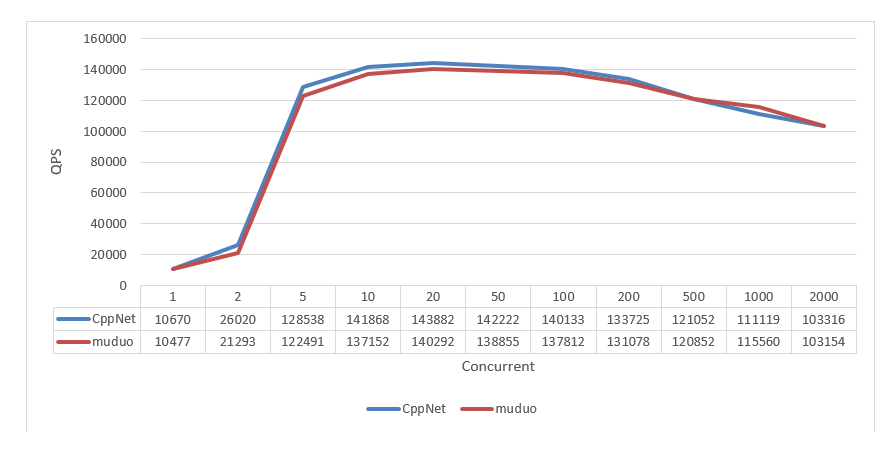 160000
140000
120000
100000
80000
60000
40000
20000
0
QPS
1 2 5 10 20 50 100 200 500 1000 2000
CppNet 10670 26020 128538 141868 143882 142222 140133 133725 121052 111119 103316
muduo 10477 21293 122491 137152 140292 138855 137812 131078 120852 115560 103154
Concurrent
CppNet muduo